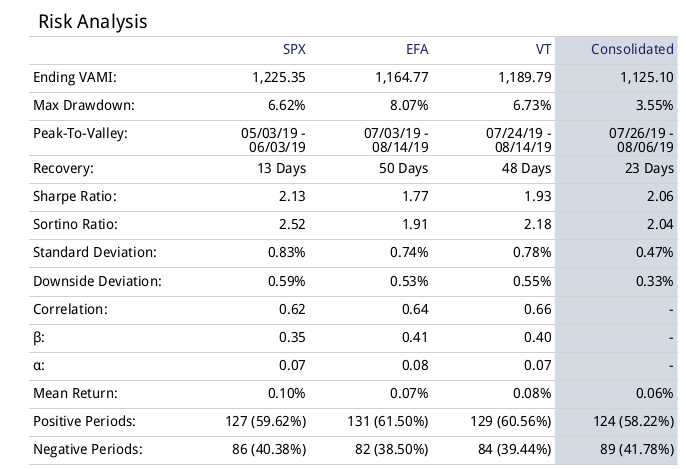 Risk Analysis
SPX EFA VT Consolidated
Ending VAMI: 1,225.35 1,164.77 1,189.79 1,125.10
Max Drawdown: 6.62% 8.07% 6.73% 3.55%
Peak-To-Valley: 05/03/19 - 07/03/19 - 07/24/19 - 07/26/19 -
06/03/19 08/14/19 08/14/19 08/06/19
Recovery: 13 Days 50 Days 48 Days 23 Days
Sharpe Ratio: 2.13 1.77 1.93 2.06
Sortino Ratio: 2.52 1.91 2.18 2.04
Standard Deviation: 0.83% 0.74% 0.78% 0.47%
Downside Deviation: 0.59% 0.53% 0.55% 0.33%
Correlation: 0.62 0.64 0.66 -
β: 0.35 0.41 0.40 -
α: 0.07 0.08 0.07 -
Mean Return: 0.10% 0.07% 0.08% 0.06%
Positive Periods: 127 (59.62%) 131 (61.50%) 129 (60.56%) 124 (58.22%)
Negative Periods: 86 (40.38%) 82 (38.50%) 84 (39.44%) 89 (41.78%)